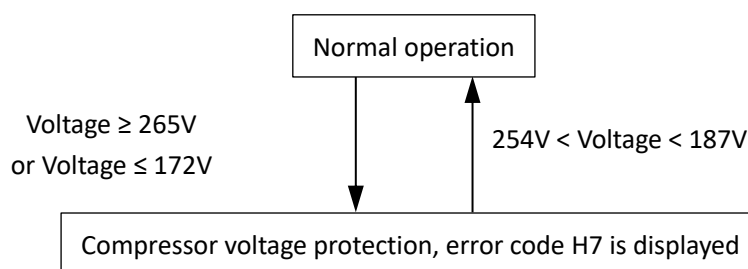 Normal operation
Voltage ≥ 265V
or Voltage ≤ 172V
254V < Voltage < 187V
Compressor voltage protection, error code H7 is displayed